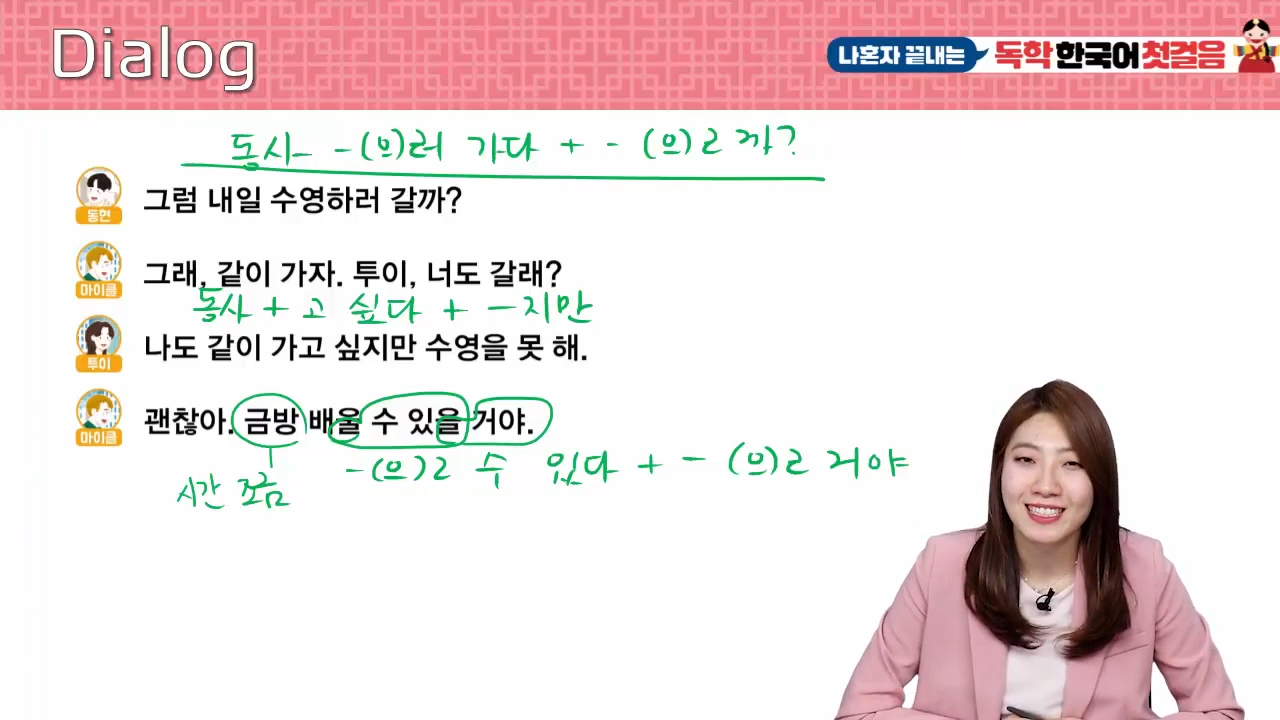 Dialog
나혼자 끝내는 독학 한국어 첫걸음
동사 -(으)러 가다 + -(으)ㄹ까?
동현
그럼 내일 수영하러 갈까?
마이클
그래, 같이 가자. 투이, 너도 갈래?
동사 + 고 싶다 + -지만
투이
나도 같이 가고 싶지만 수영을 못 해.
마이클
괜찮아. 금방 배울 수 있을 거야.
-(으)ㄹ 수 있다 + -(으)ㄹ 거야
시간 조금